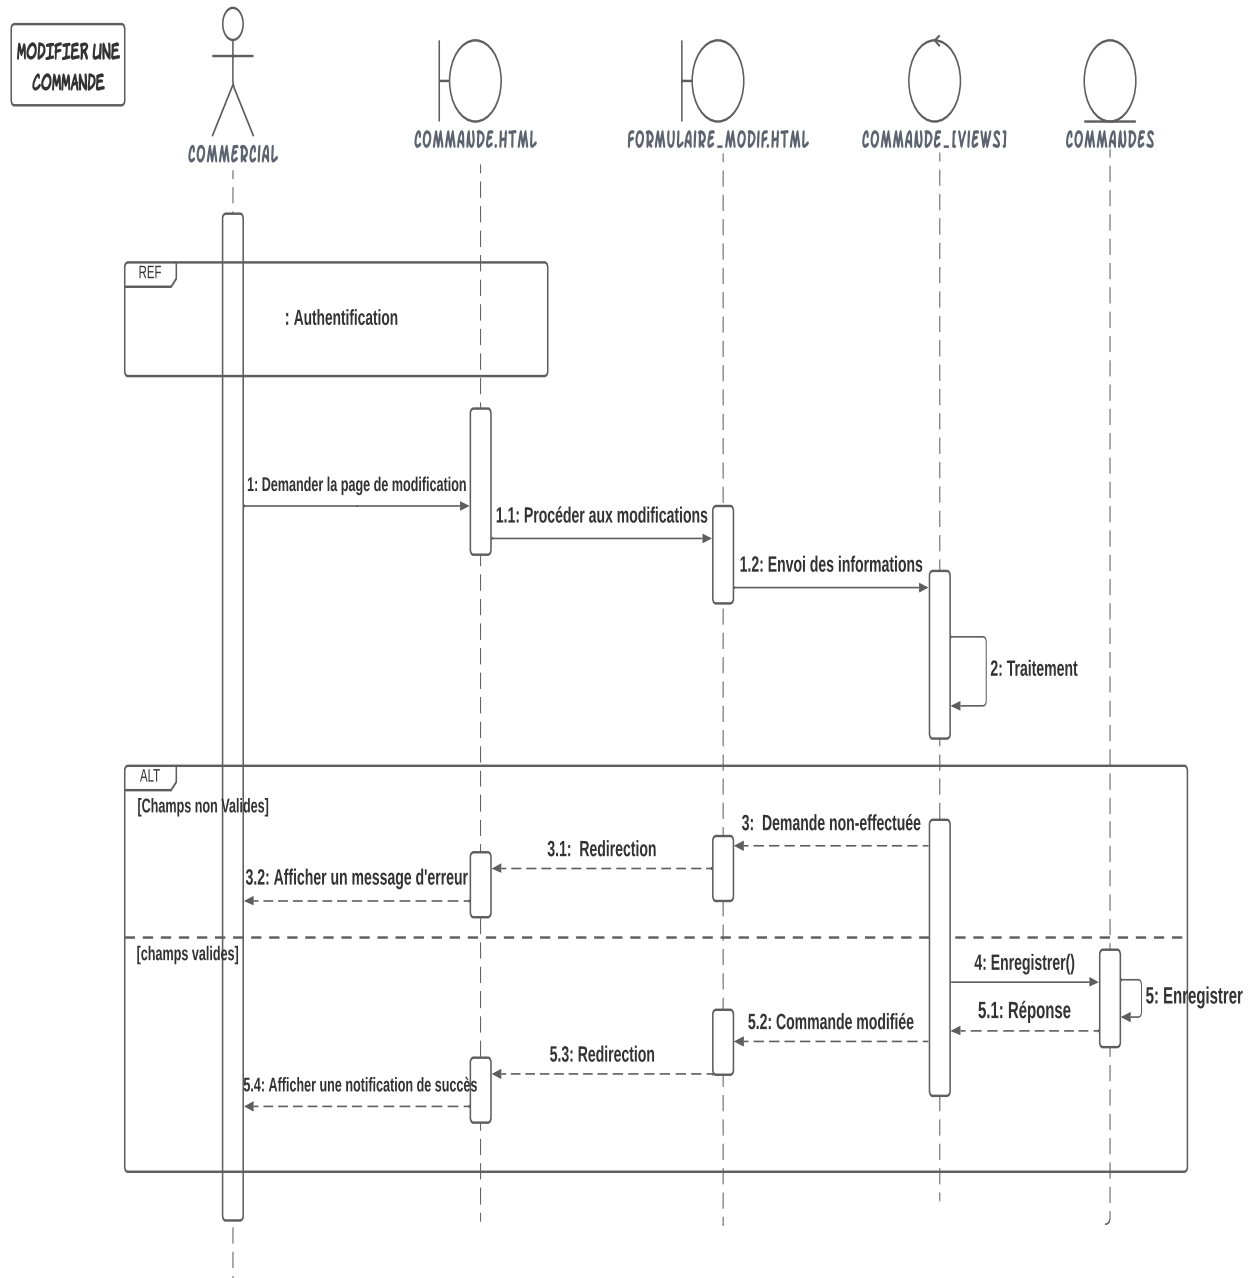 MODIFIER UNE
COMMANDE
COMMERCIAL
COMMANDE.HTML
FORMULAIRE_MODIF.HTML
COMMANDE_[VIEWS]
COMMANDES
REF
: Authentification
1: Demander la page de modification
1.1: Procéder aux modifications
1.2: Envoi des informations
2: Traitement
ALT
[Champs non Valides]
3: Demande non-effectuée
3.1: Redirection
3.2: Afficher un message d'erreur
[champs valides]
4: Enregistrer()
5: Enregistrer
5.1: Réponse
5.2: Commande modifiée
5.3: Redirection
5.4: Afficher une notification de succès